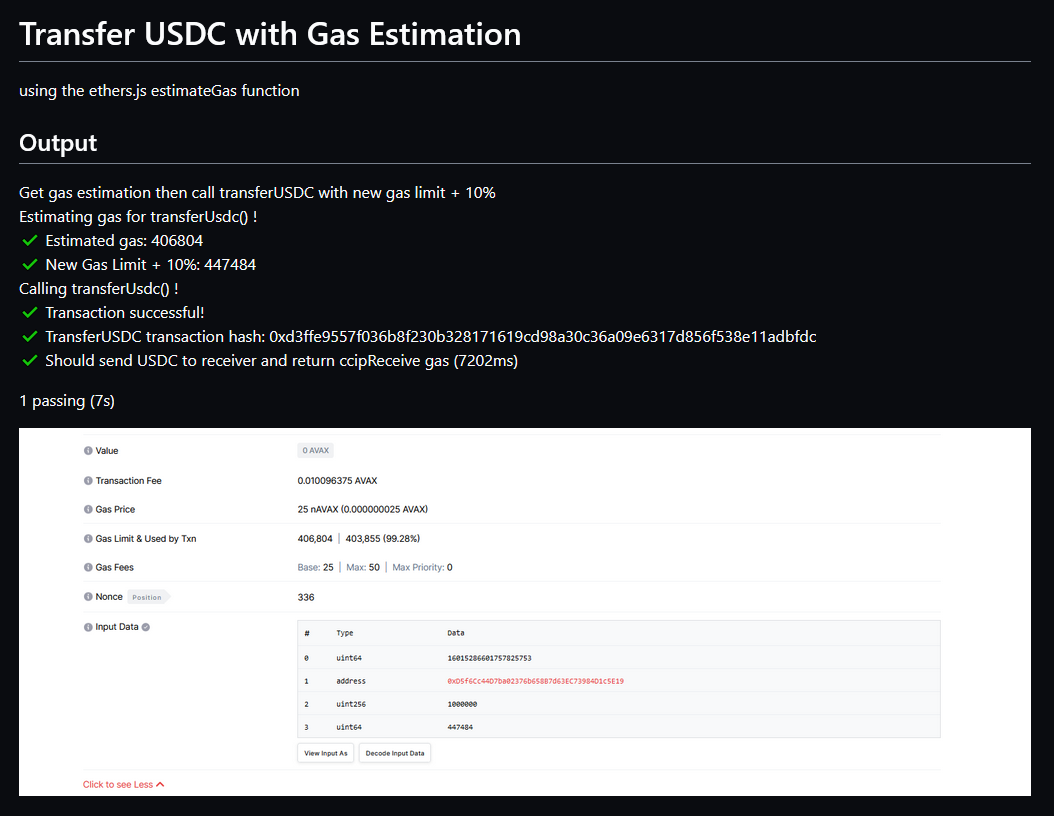 Transfer USDC with Gas Estimation
using the ethers.js estimateGas function
Output
Get gas estimation then call transferUSDC with new gas limit + 10%
Estimating gas for transferUsdc() !
Estimated gas: 406804
New Gas Limit + 10%: 447484
Calling transferUsdc() !
Transaction successful!
TransferUSDC transaction hash: 0xd3ffe9557f036b8f230b328171619cd98a30c36a09e6317d856f538e11adbfdc
Should send USDC to receiver and return ccipReceive gas (7202ms)
1 passing (7s)
Value 0 AVAX
Transaction Fee 0.010096375 AVAX
Gas Price 25 nAVAX (0.000000025 AVAX)
Gas Limit & Used by Txn 406,804 | 403,855 (99.28%)
Gas Fees Base: 25 | Max: 50 | Max Priority: 0
Nonce Position 336
Input Data
# Type Data
0 uint64 16015286601757825753
1 address 0xD5f6Cc44D7ba02376b658B7d63EC73984D1c5E19
2 uint256 1000000
3 uint64 447484
View Input As Decode Input Data
Click to see Less